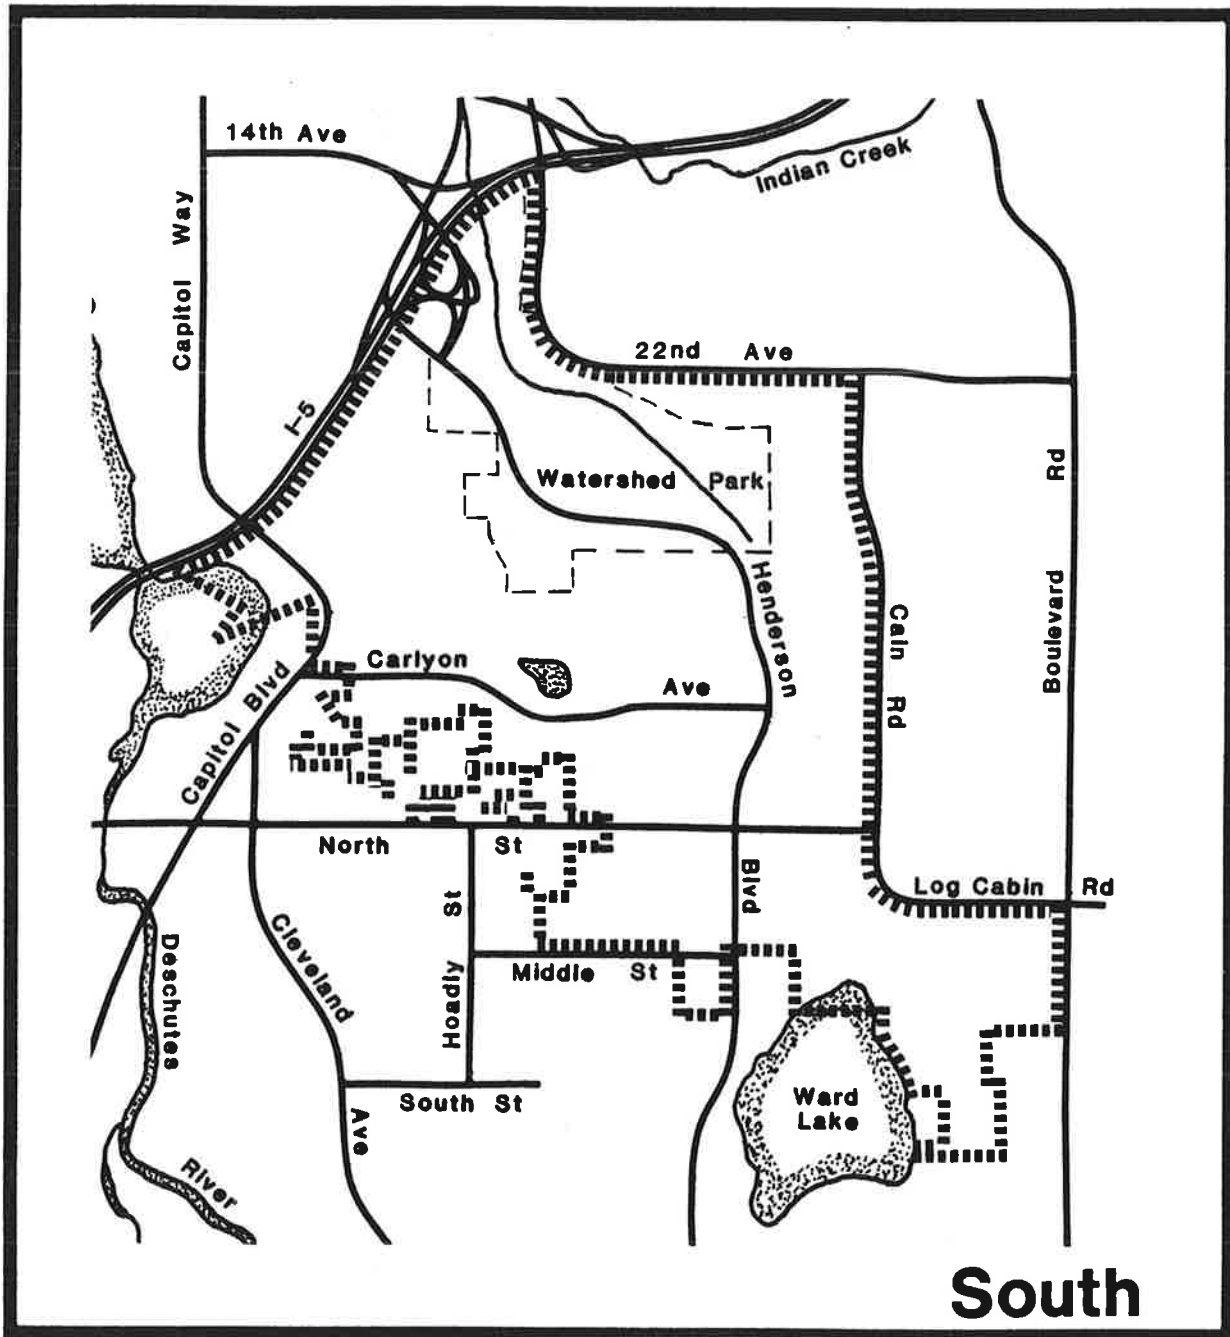 14th Ave
Indian Creek
Capitol Way
22nd Ave
I-5
Rd
Watershed Park
Henderson
Cain Rd
Boulevard
Carlyon Ave
Capitol Blvd
North St
Blvd
Log Cabin Rd
St
Cleveland
Deschutes
Middle St
Hoadly
Ward
Lake
South St
Ave
River
South